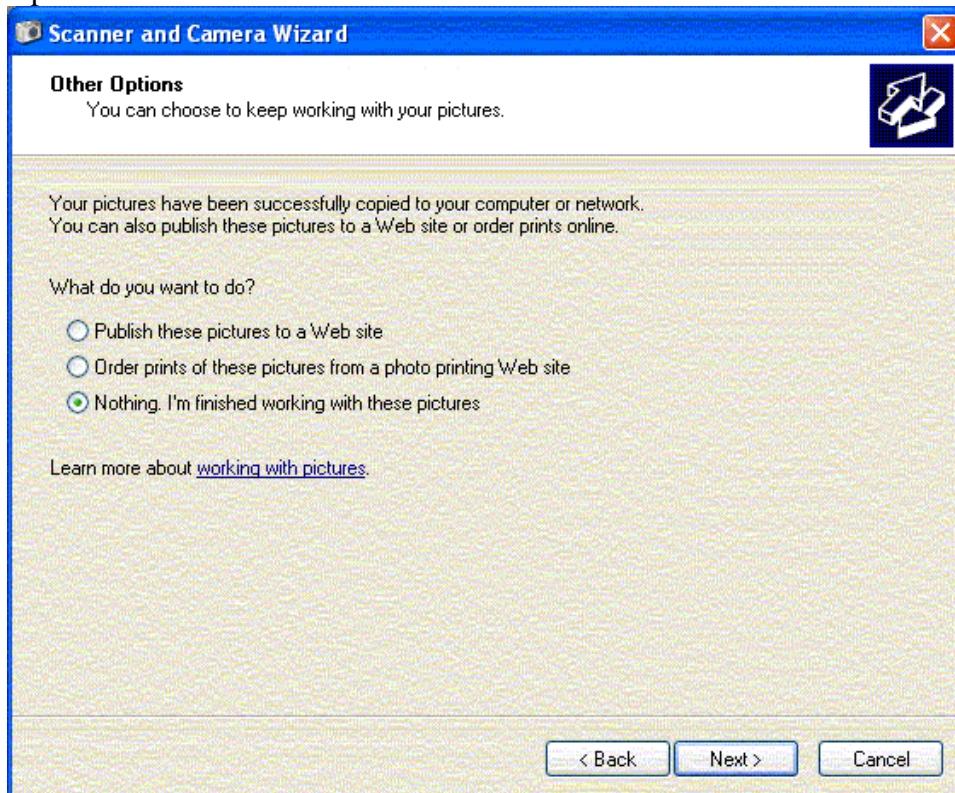 Scanner and Camera Wizard
Other Options
You can choose to keep working with your pictures.
Your pictures have been successfully copied to your computer or network.
You can also publish these pictures to a Web site or order prints online.
What do you want to do?
Publish these pictures to a Web site
Order prints of these pictures from a photo printing Web site
Nothing. I'm finished working with these pictures
Learn more about working with pictures.
< Back Next > Cancel